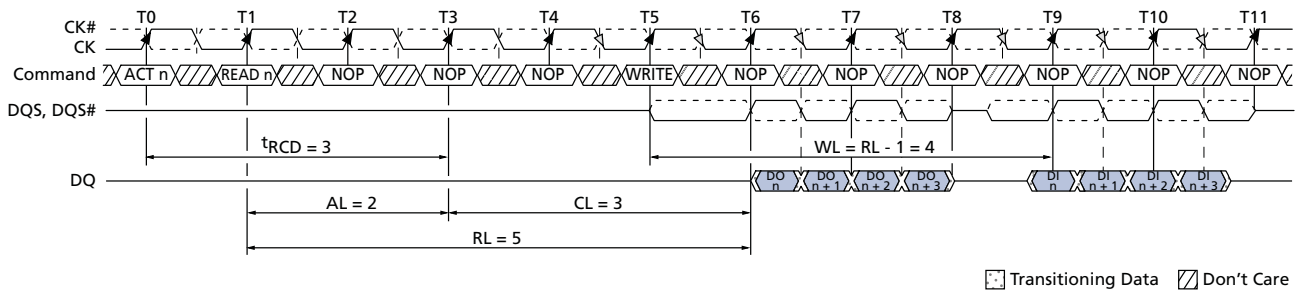 T0 T1 T2 T3 T4 T5 T6 T7 T8 T9 T10 T11
CK#
CK
Command ACT n READ n NOP NOP NOP WRITE NOP NOP NOP NOP NOP NOP
DQS, DQS#
tRCD = 3 WL = RL - 1 = 4
DQ DO n DO n + 1 DO n + 2 DO n + 3 DI n DI n + 1 DI n + 2 DI n + 3
AL = 2 CL = 3
RL = 5
Transitioning Data Don't Care